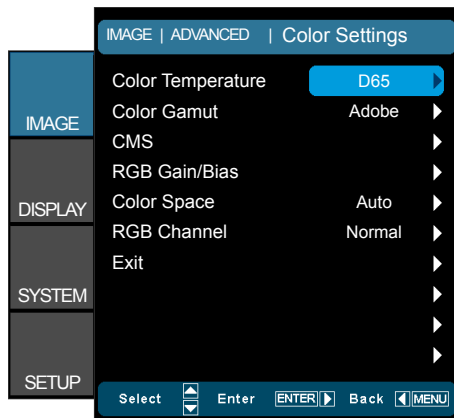 IMAGE | ADVANCED | Color Settings
Color Temperature D65
Color Gamut Adobe
CMS
RGB Gain/Bias
Color Space Auto
RGB Channel Normal
Exit
IMAGE
DISPLAY
SYSTEM
SETUP
Select Enter ENTER Back MENU